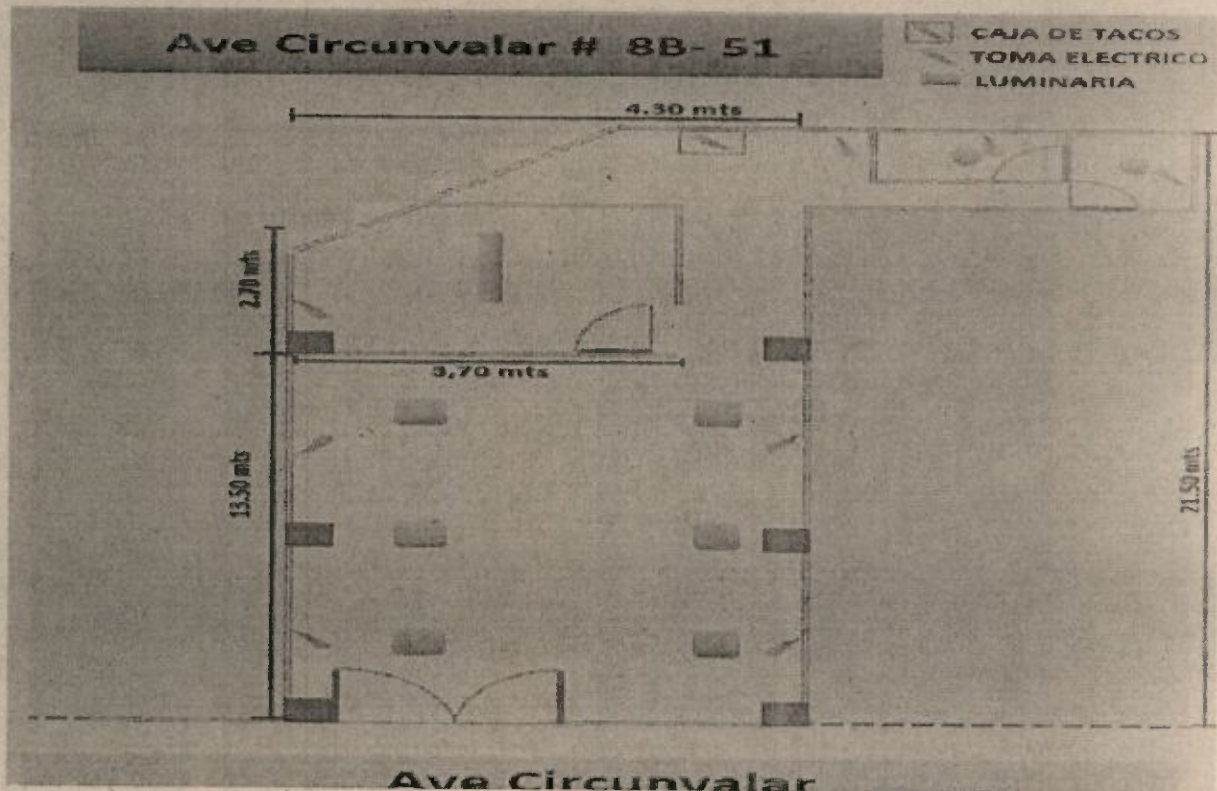 Ave Circunvalar # 8B- 51
CAJA DE TACOS
TOMA ELECTRICO
LUMINARIA
4.30 mts
2.70 mts
3,70 mts
13.50 mts
21.50 mts
Ave Circunvalar